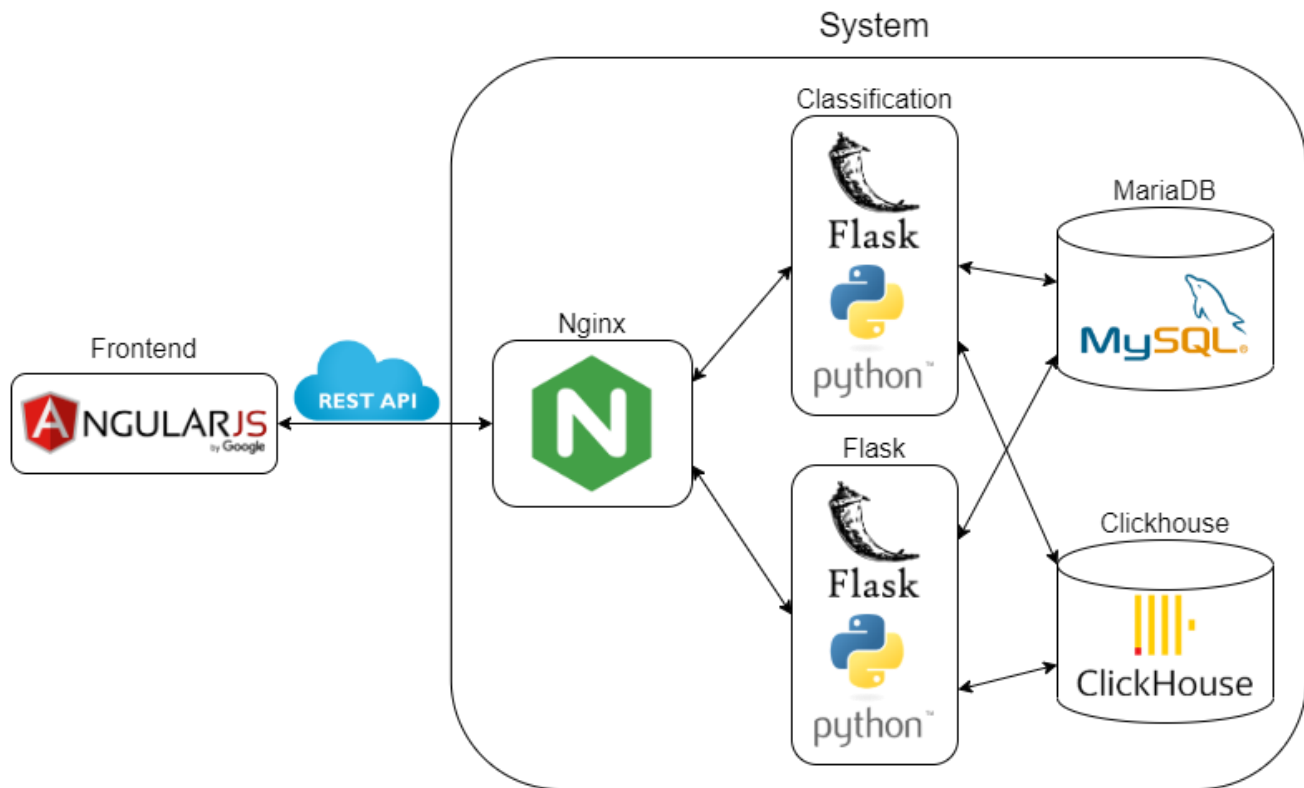 System
Classification
Flask
python™
MariaDB
MySQL®
Nginx
N
Frontend
ANGULARJS
by Google
REST API
Flask
Flask
python™
Clickhouse
ClickHouse